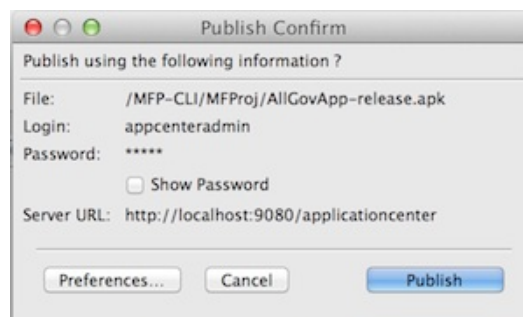 Publish Confirm
Publish using the following information ?
File: /MFP-CLI/MFProj/AllGovApp-release.apk
Login: appcenteradmin
Password: *****
Show Password
Server URL: http://localhost:9080/applicationcenter
Preferences... Cancel Publish